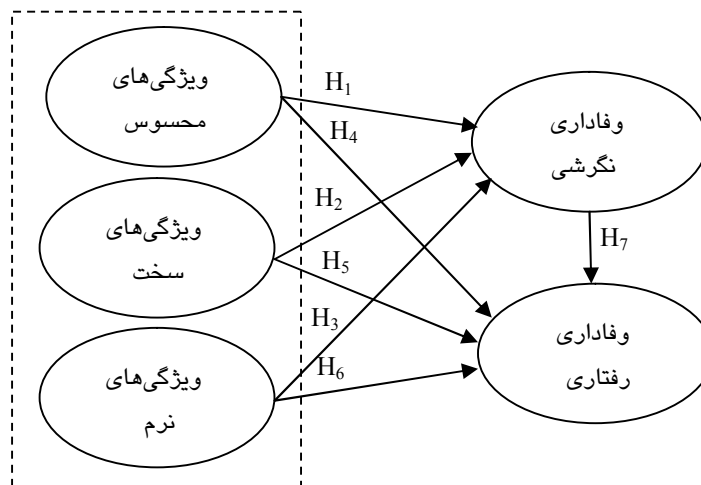 ویژگی‌های
محسوس
ویژگی‌های
سخت
ویژگی‌های
نرم
H₁
H₄
H₂
H₅
H₃
H₆
وفاداری
نگرشی
H₇
وفاداری
رفتاری